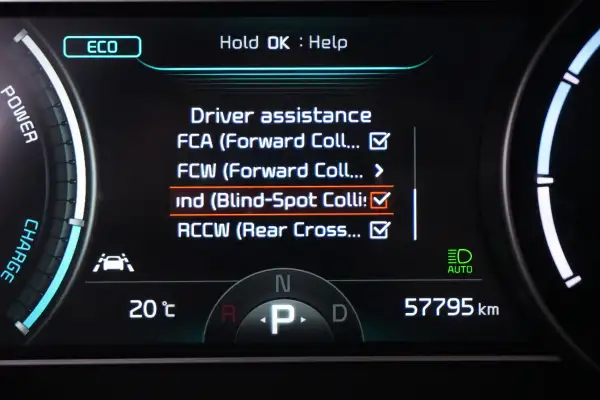 ECO
Hold OK : Help
POWER
Driver assistance
FCA (Forward Coll...
FCW (Forward Coll...
ınd (Blind-Spot Colli
RCCW (Rear Cross...
CHARGE
AUTO
N
20 °C
R
P
D
57795 km